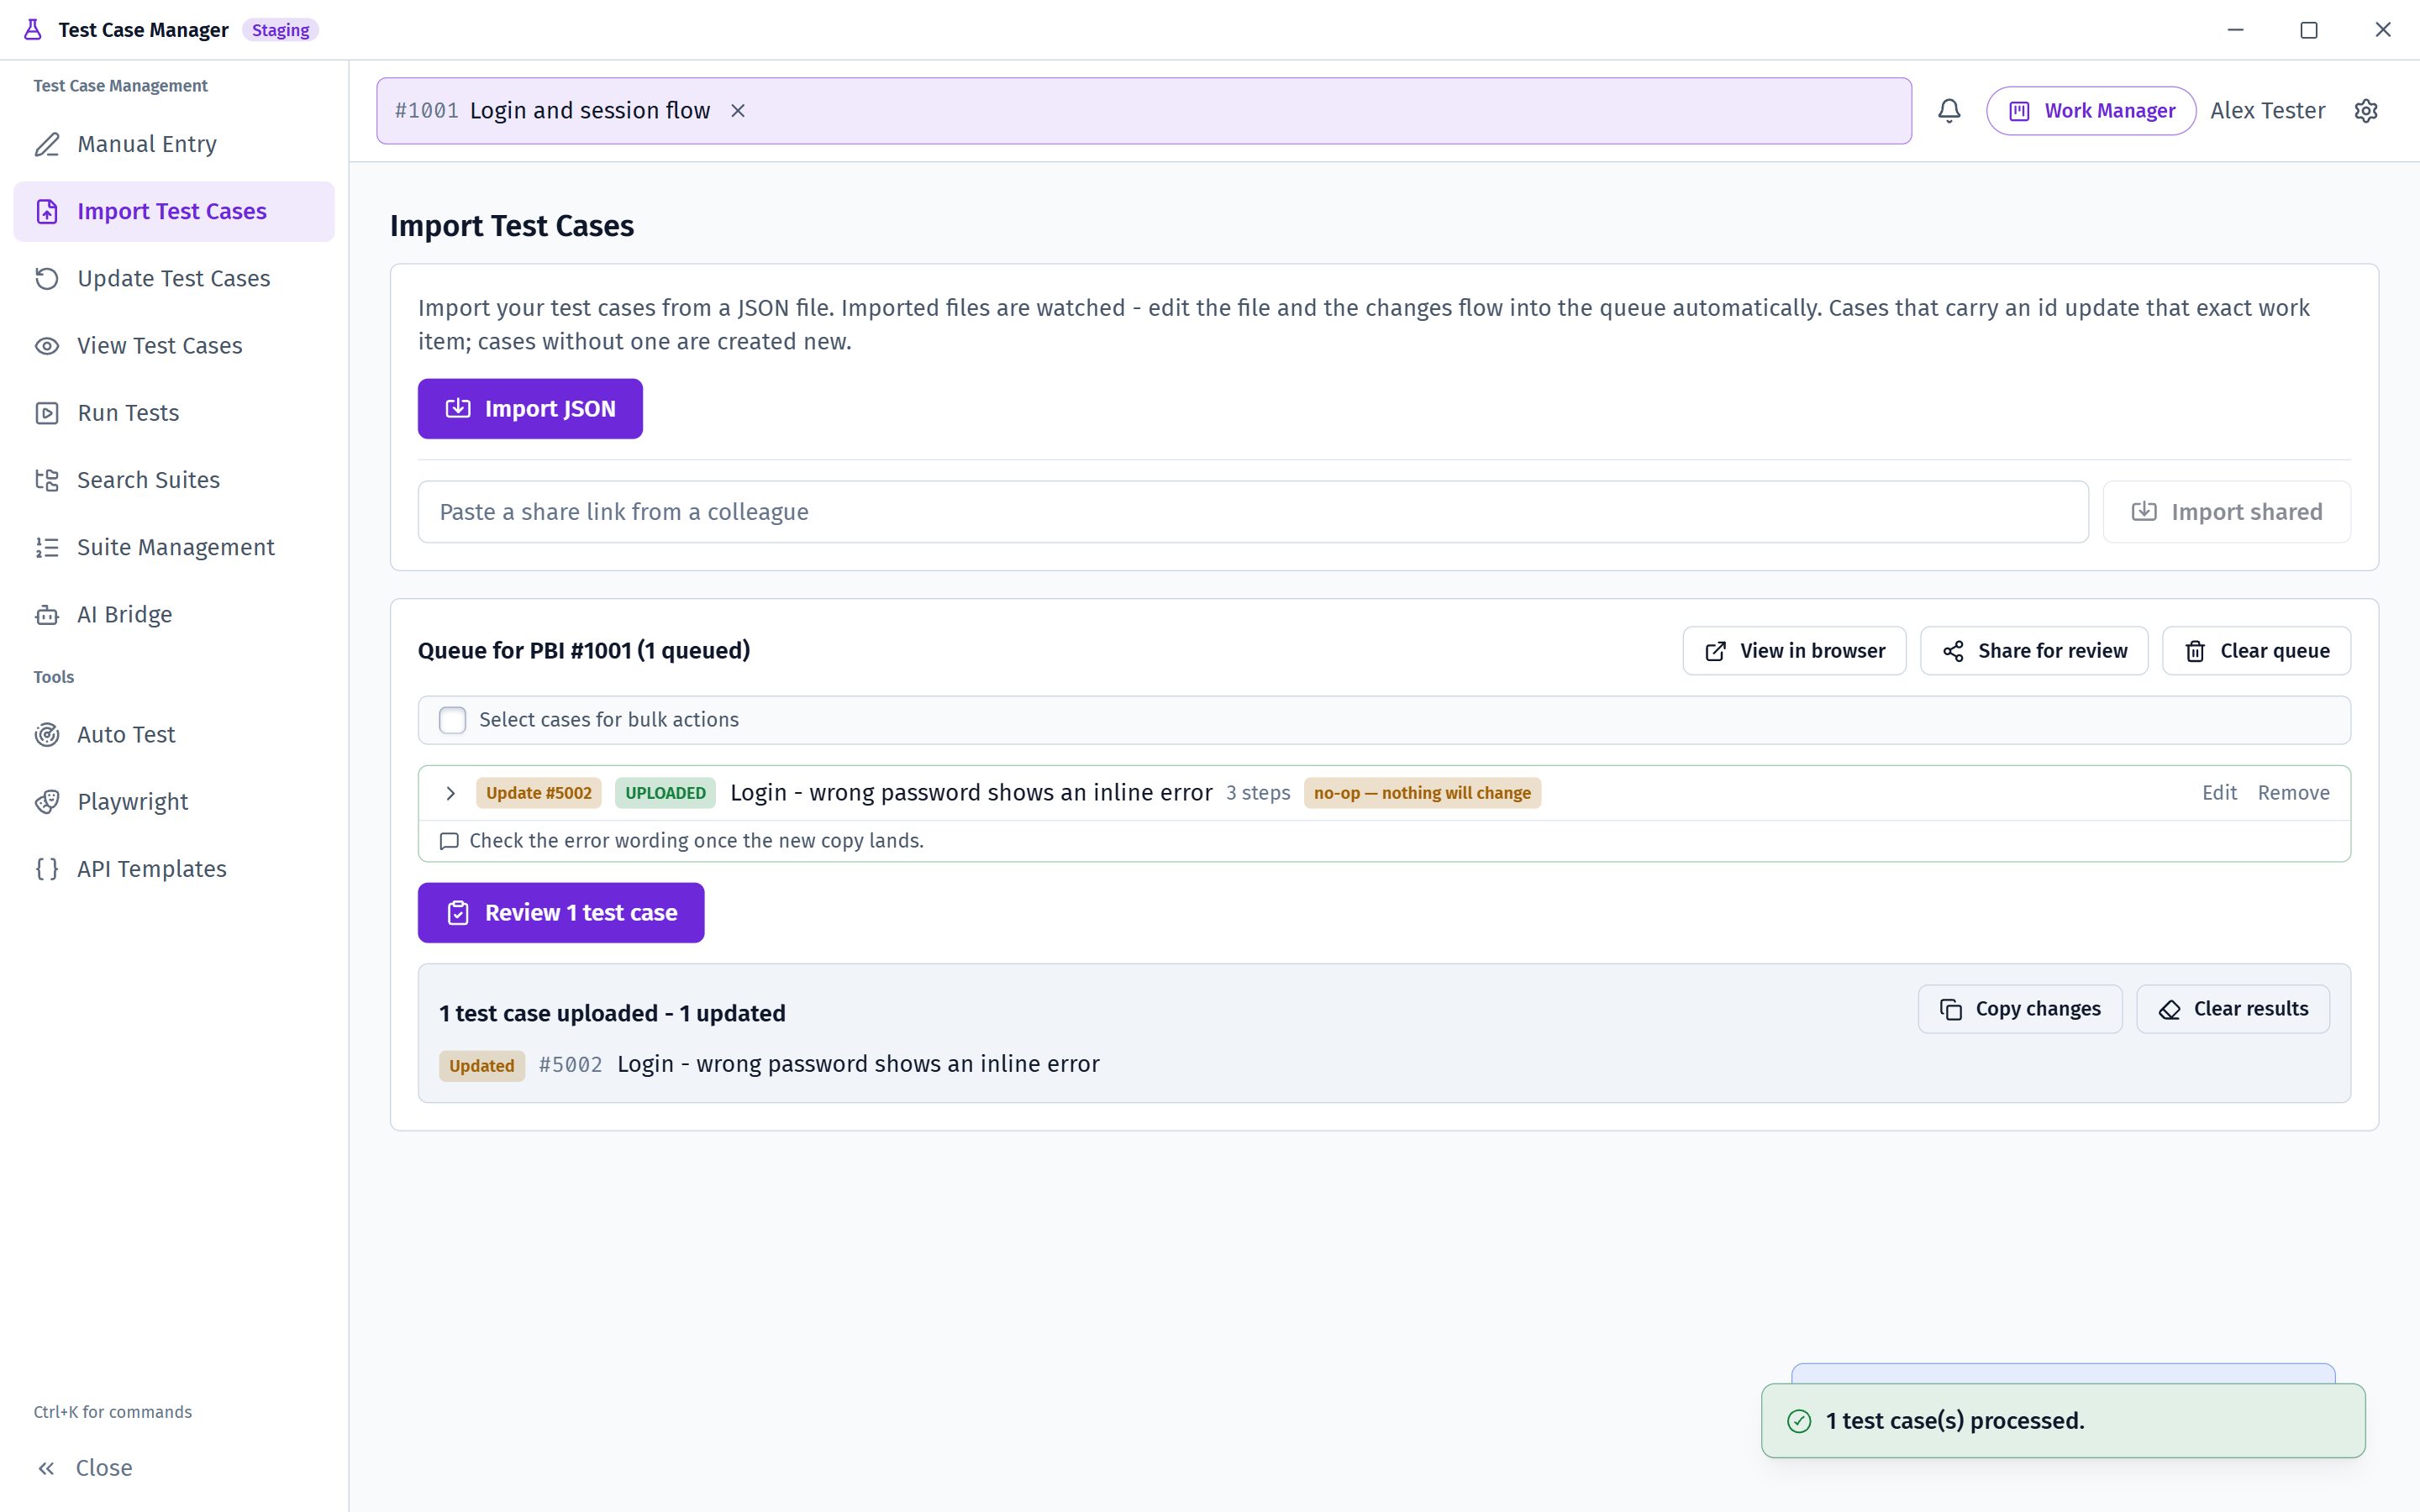 Test Case Manager Staging
Test Case Management
Manual Entry
Import Test Cases
Update Test Cases
View Test Cases
Run Tests
Search Suites
Suite Management
AI Bridge
Tools
Auto Test
Playwright
API Templates
Ctrl+K for commands
Close
#1001 Login and session flow
Work Manager
Alex Tester
Import Test Cases
Import your test cases from a JSON file. Imported files are watched - edit the file and the changes flow into the queue automatically. Cases that carry an id update that exact work
item; cases without one are created new.
Import JSON
Paste a share link from a colleague
Import shared
Queue for PBI #1001 (1 queued)
View in browser
Share for review
Clear queue
Select cases for bulk actions
Update #5002 UPLOADED Login - wrong password shows an inline error 3 steps no-op — nothing will change Edit Remove
Check the error wording once the new copy lands.
Review 1 test case
1 test case uploaded - 1 updated
Copy changes
Clear results
Updated #5002 Login - wrong password shows an inline error
1 test case(s) processed.